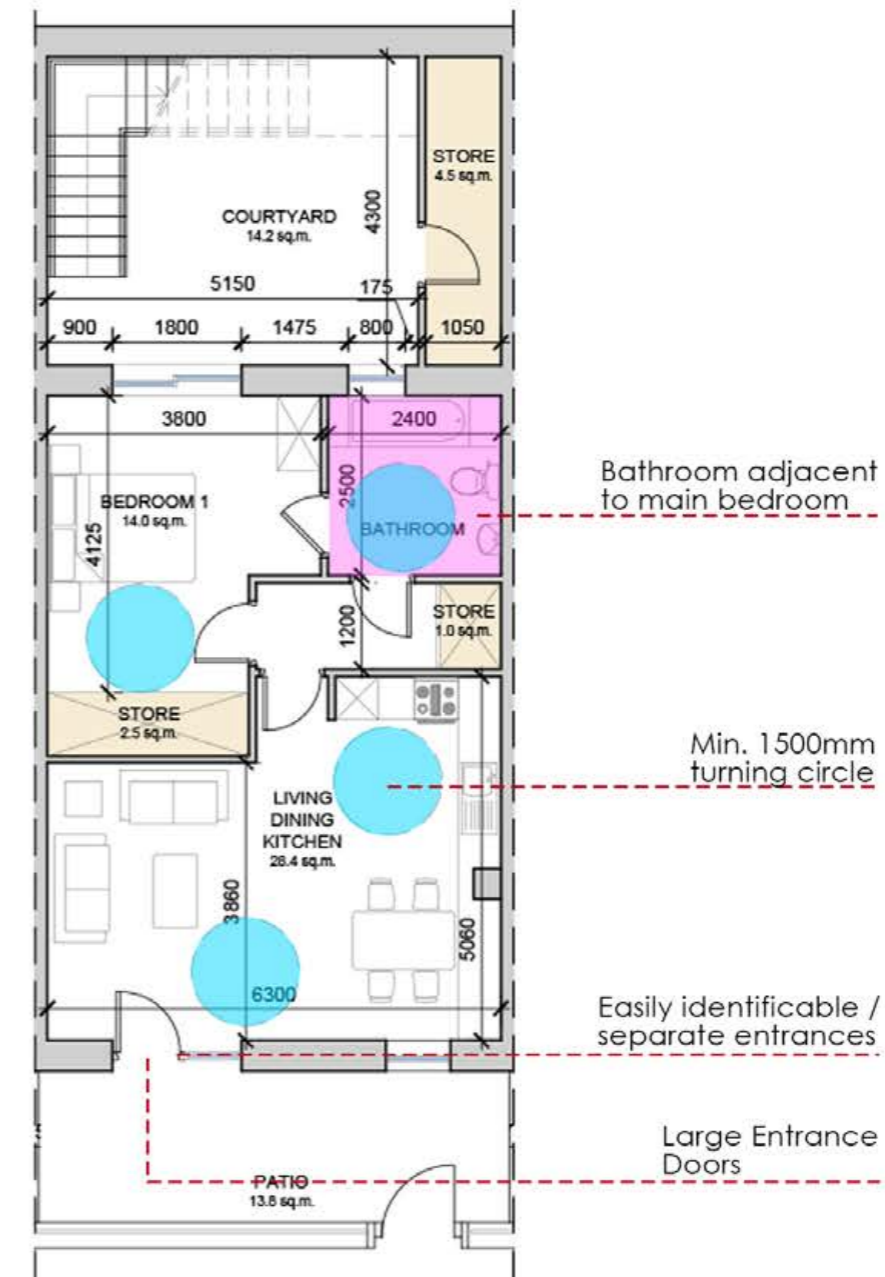 STORE
4.5 sq.m.
COURTYARD
14.2 sq.m.
4300
5150
175
900
1800
1475
800
1050
3800
2400
Bathroom adjacent
to main bedroom
BEDROOM 1
14.0 sq.m.
2500
BATHROOM
4125
1200
STORE
1.0 sq.m.
STORE
2.5 sq.m.
Min. 1500mm
turning circle
LIVING
DINING
KITCHEN
28.4 sq.m.
3860
5060
6300
Easily identificable /
separate entrances
Large Entrance
Doors
PATIO
13.8 sq.m.